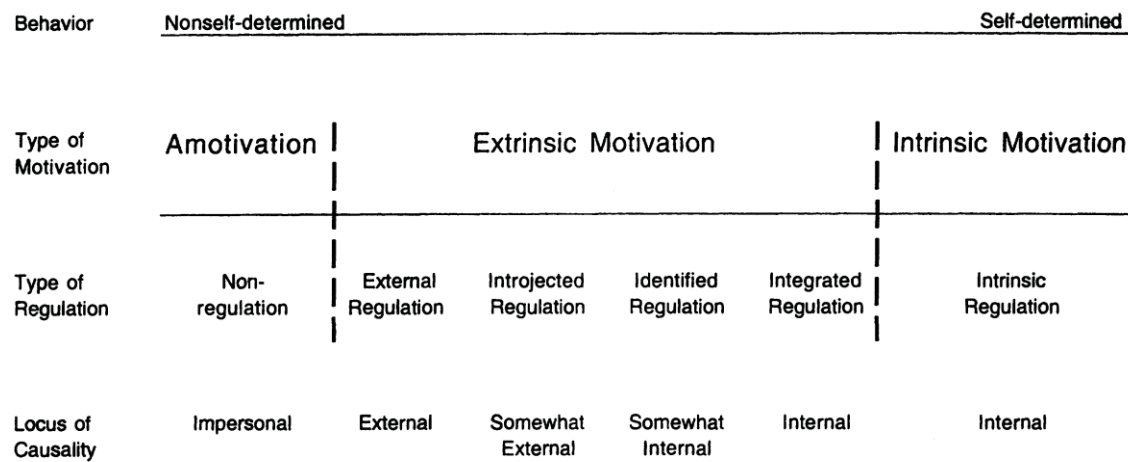 Behavior Nonself-determined Self-determined
Type of
Motivation
Amotivation Extrinsic Motivation Intrinsic Motivation
Type of
Regulation
Non-
regulation
External
Regulation
Introjected
Regulation
Identified
Regulation
Integrated
Regulation
Intrinsic
Regulation
Locus of
Causality
Impersonal
External
Somewhat
External
Somewhat
Internal
Internal
Internal